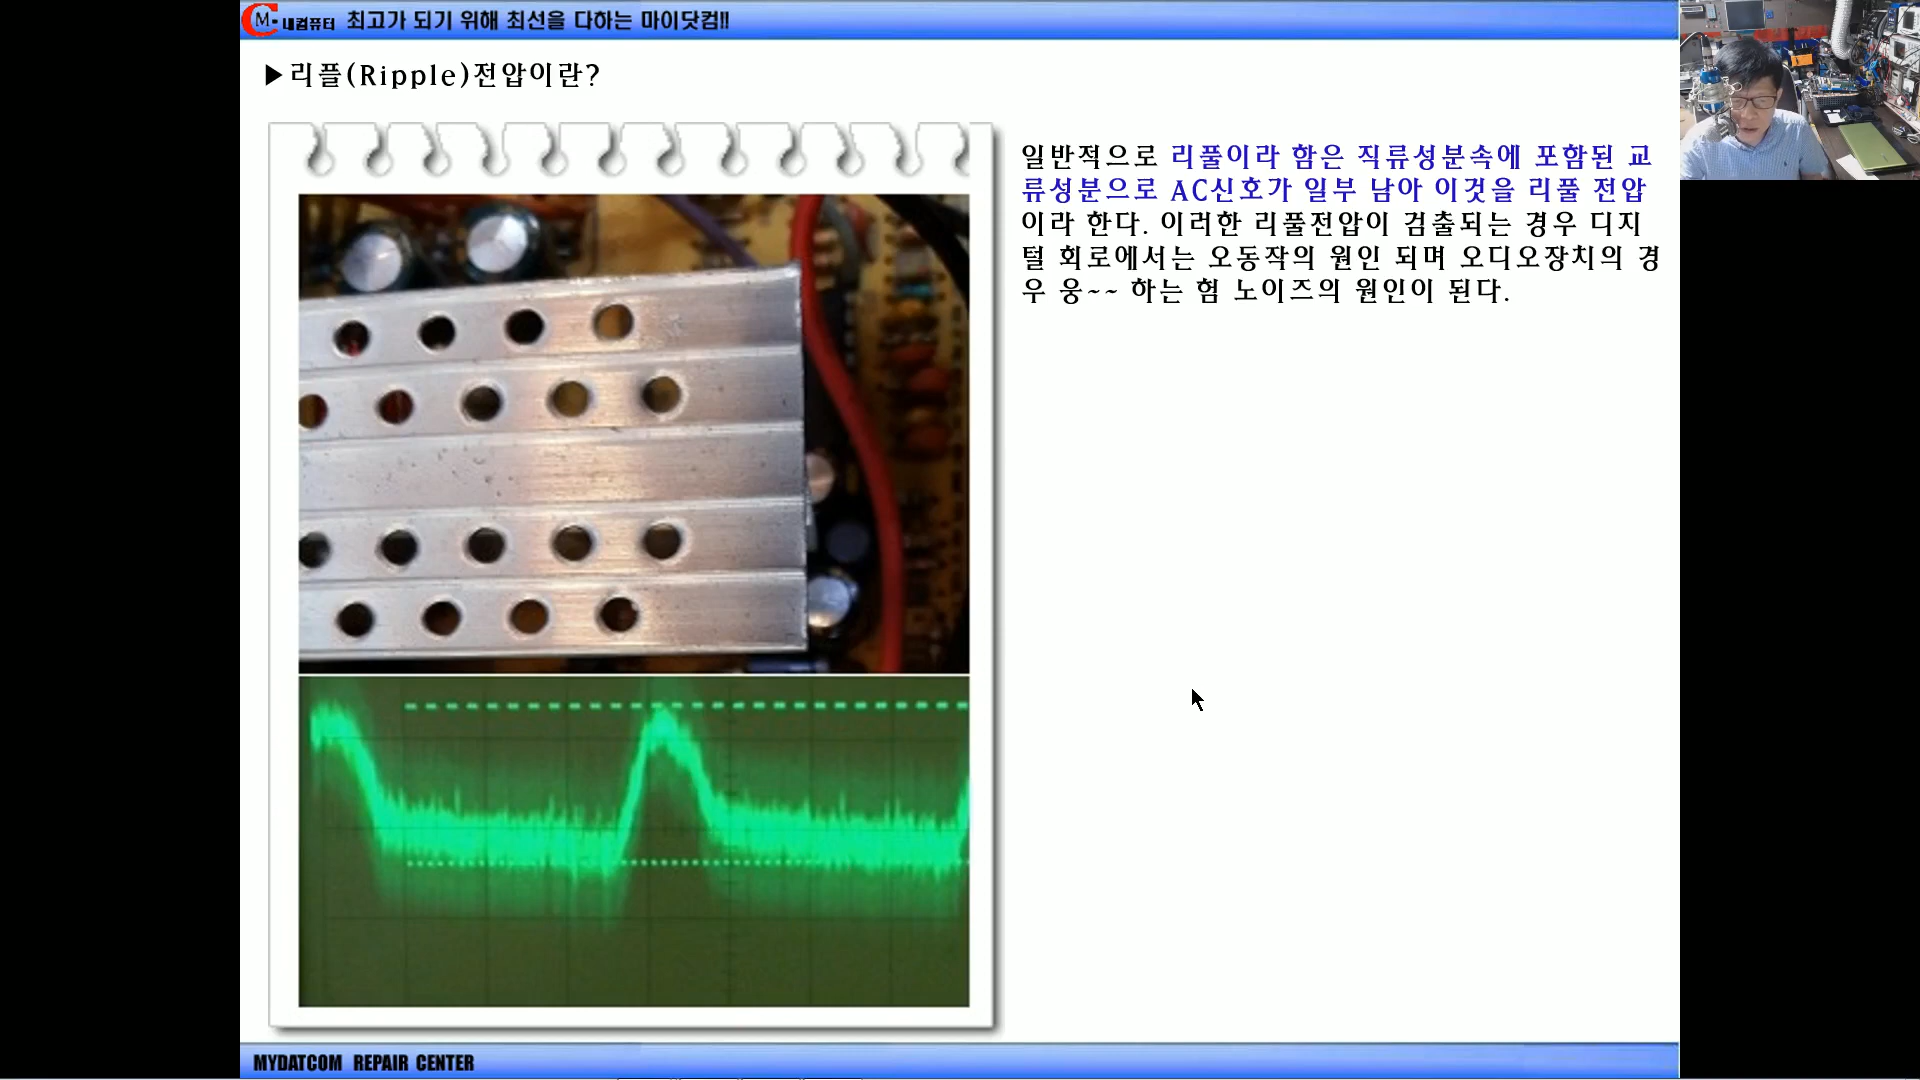 CM. 내컴퓨터 최고가 되기 위해 최선을 다하는 마이닷컴!!
▶리플(Ripple)전압이란?
일반적으로 리풀이라 함은 직류성분속에 포함된 교
류성분으로 AC신호가 일부 남아 이것을 리풀 전압
이라 한다. 이러한 리풀전압이 검출되는 경우 디지
털 회로에서는 오동작의 원인 되며 오디오장치의 경
우 웅~~ 하는 험 노이즈의 원인이 된다.
MYDATCOM REPAIR CENTER